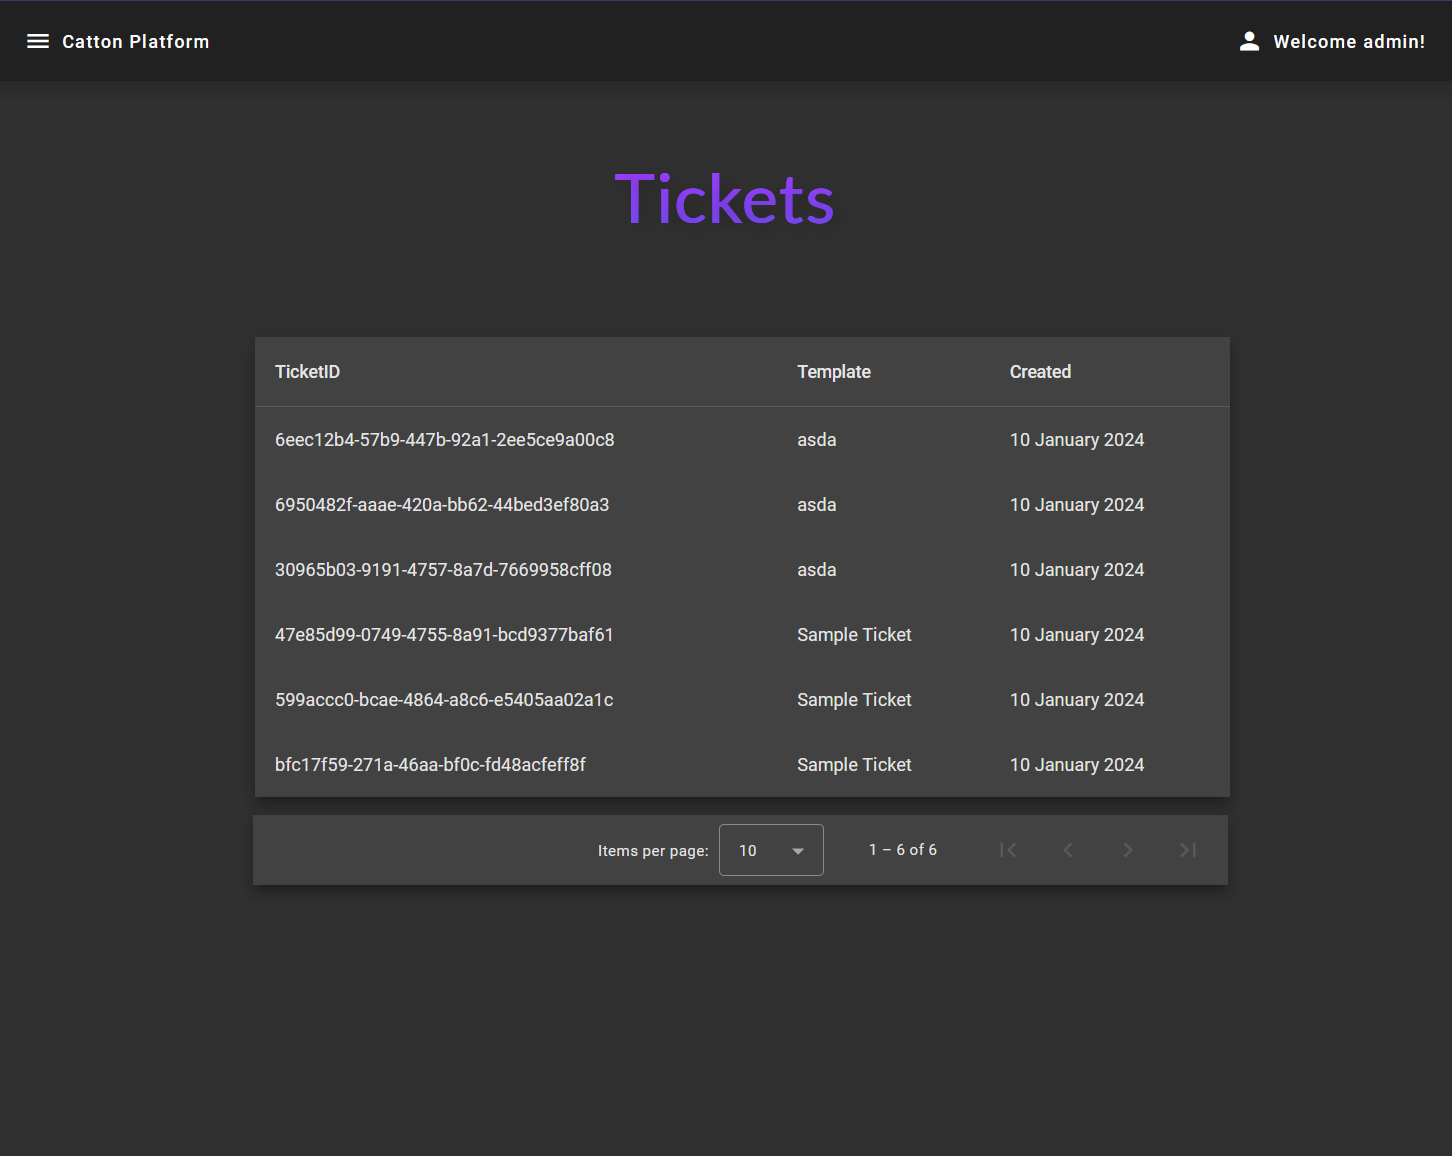 Catton Platform
Welcome admin!
Tickets
TicketID Template Created
6eec12b4-57b9-447b-92a1-2ee5ce9a00c8 asda 10 January 2024
6950482f-aaae-420a-bb62-44bed3ef80a3 asda 10 January 2024
30965b03-9191-4757-8a7d-7669958cff08 asda 10 January 2024
47e85d99-0749-4755-8a91-bcd9377baf61 Sample Ticket 10 January 2024
599accc0-bcae-4864-a8c6-e5405aa02a1c Sample Ticket 10 January 2024
bfc17f59-271a-46aa-bf0c-fd48acfeff8f Sample Ticket 10 January 2024
Items per page: 10 1 – 6 of 6